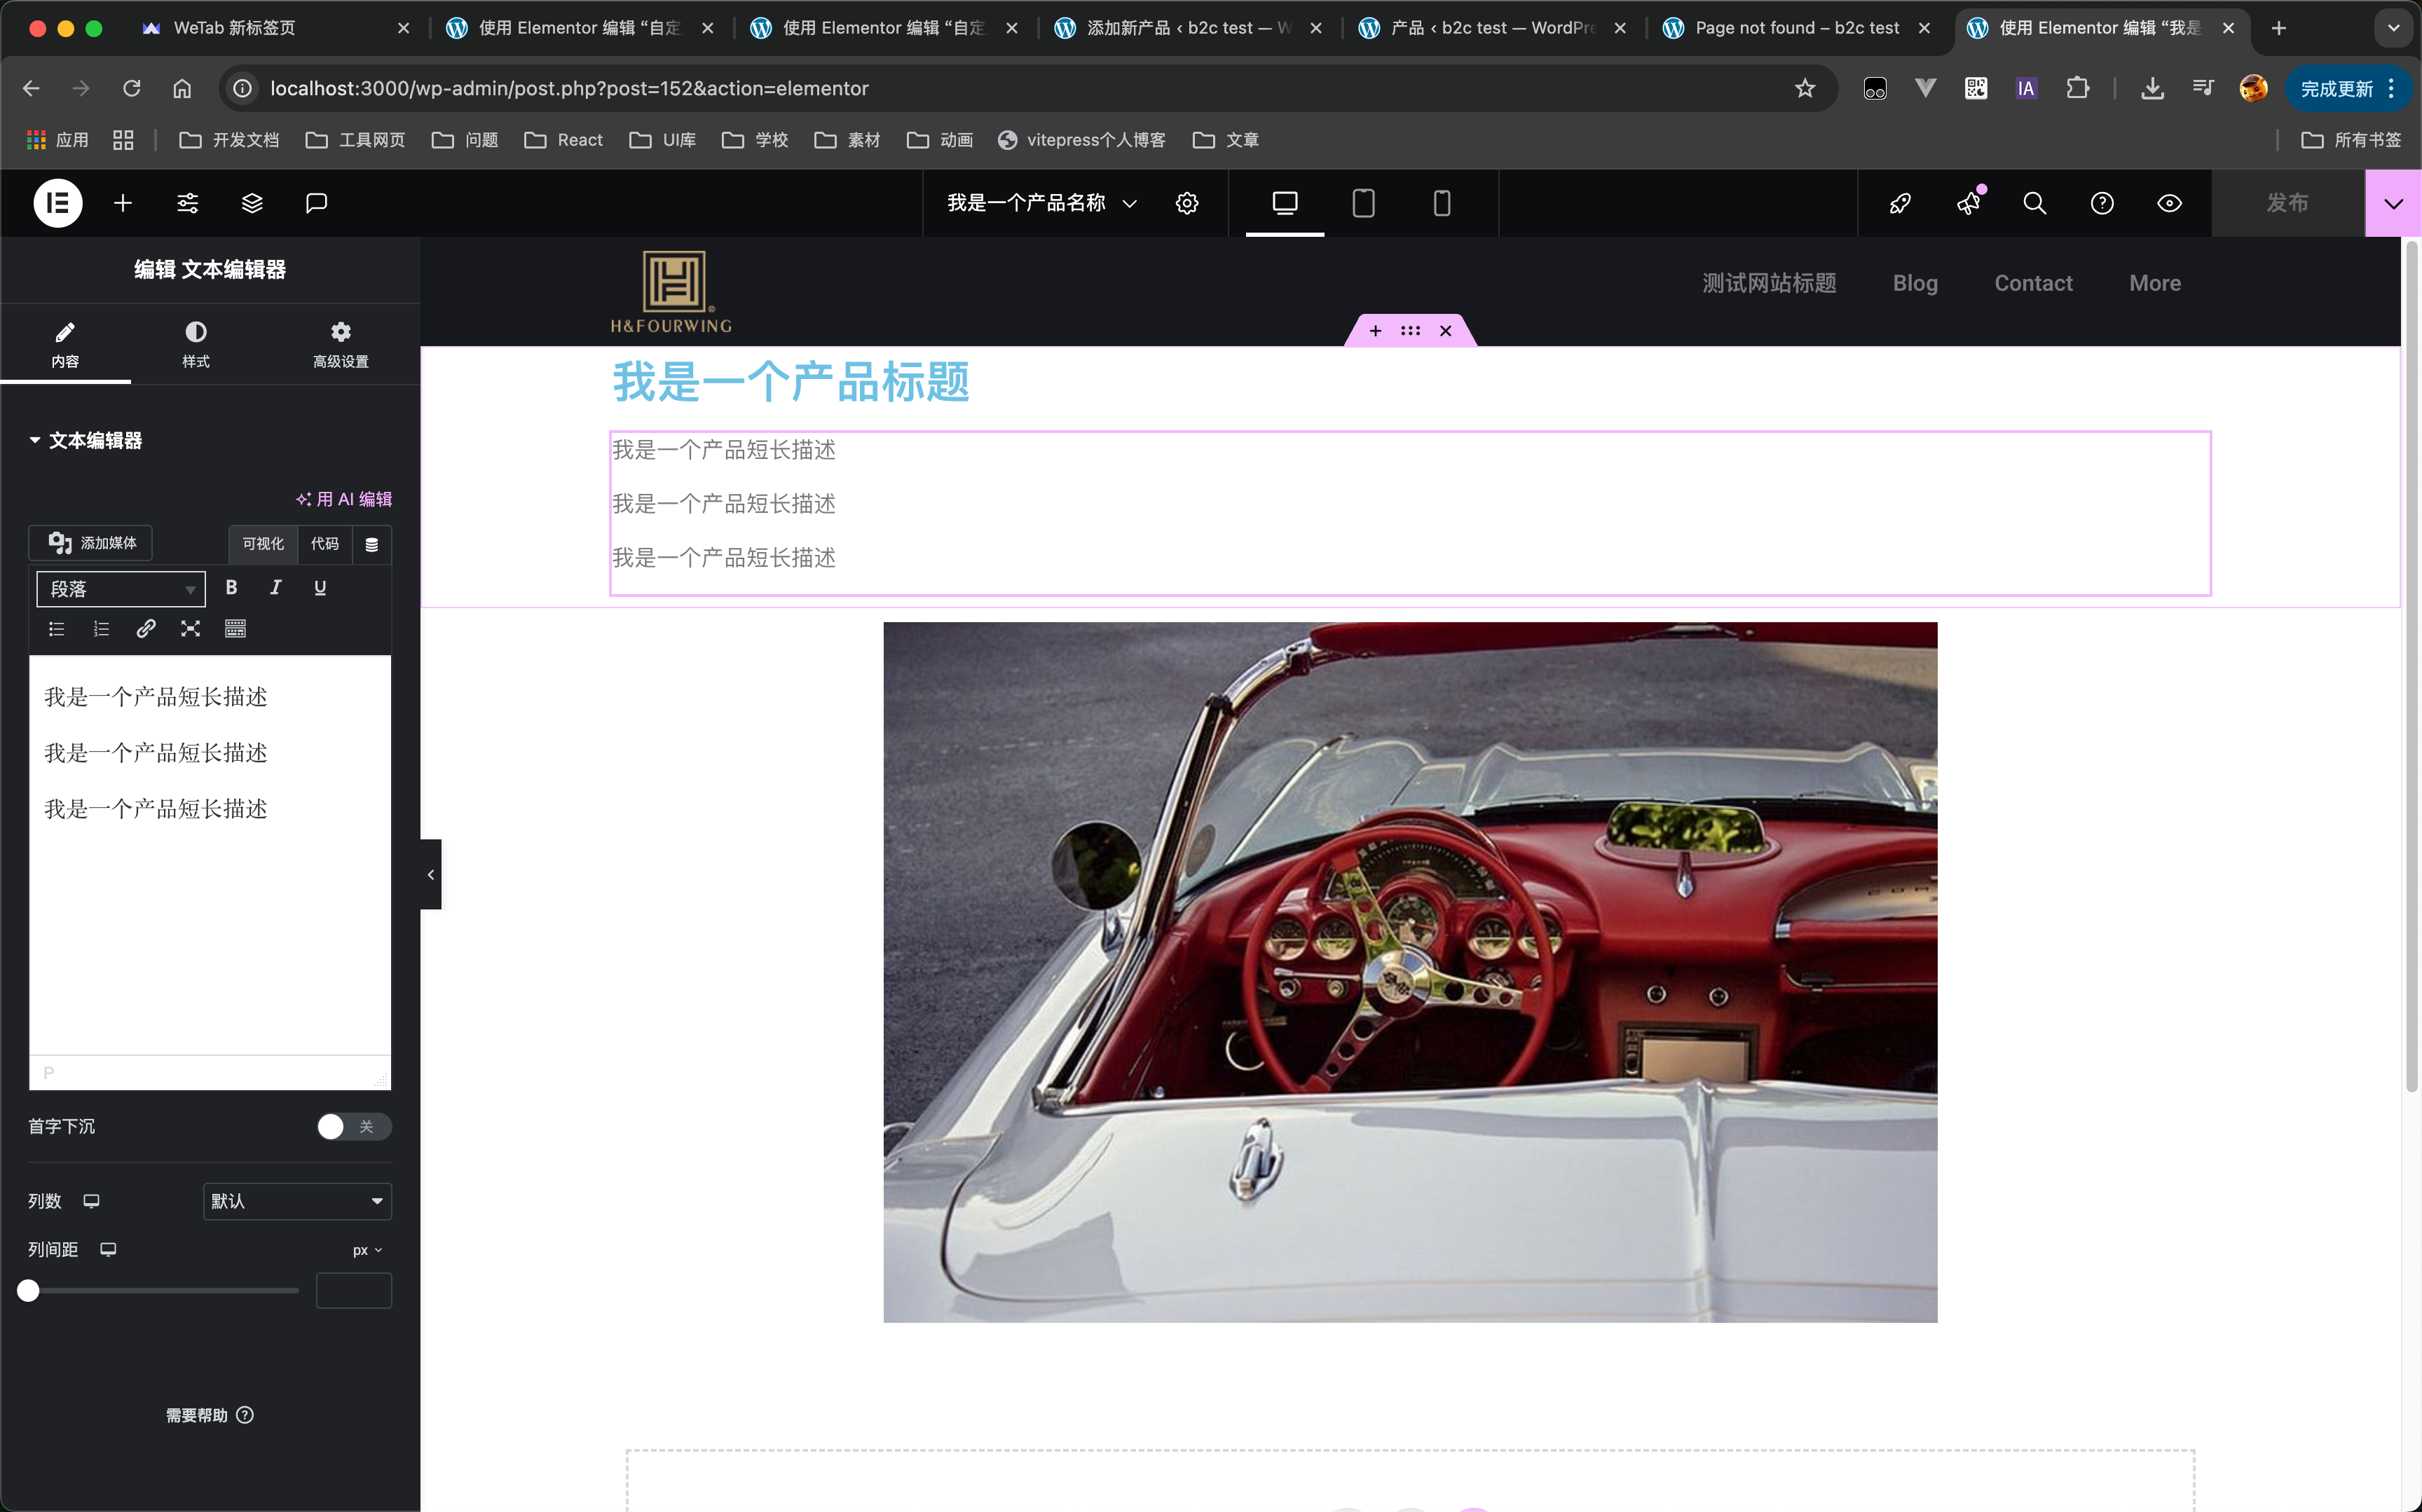 WeTab 新标签页
使用 Elementor 编辑 “自定
使用 Elementor 编辑 “自定
添加新产品 ‹ b2c test — W
产品 ‹ b2c test — WordPre
Page not found – b2c test
使用 Elementor 编辑 “我是
localhost:3000/wp-admin/post.php?post=152&action=elementor
IA
完成更新
应用
开发文档
工具网页
问题
React
UI库
学校
素材
动画
vitepress个人博客
文章
所有书签
我是一个产品名称
发布
编辑 文本编辑器
内容
样式
高级设置
文本编辑器
用 AI 编辑
添加媒体
可视化
代码
段落
B
I
U
我是一个产品短长描述
我是一个产品短长描述
我是一个产品短长描述
P
首字下沉
关
列数
默认
列间距
px
需要帮助
H&FOURWING
测试网站标题
Blog
Contact
More
我是一个产品标题
我是一个产品短长描述
我是一个产品短长描述
我是一个产品短长描述